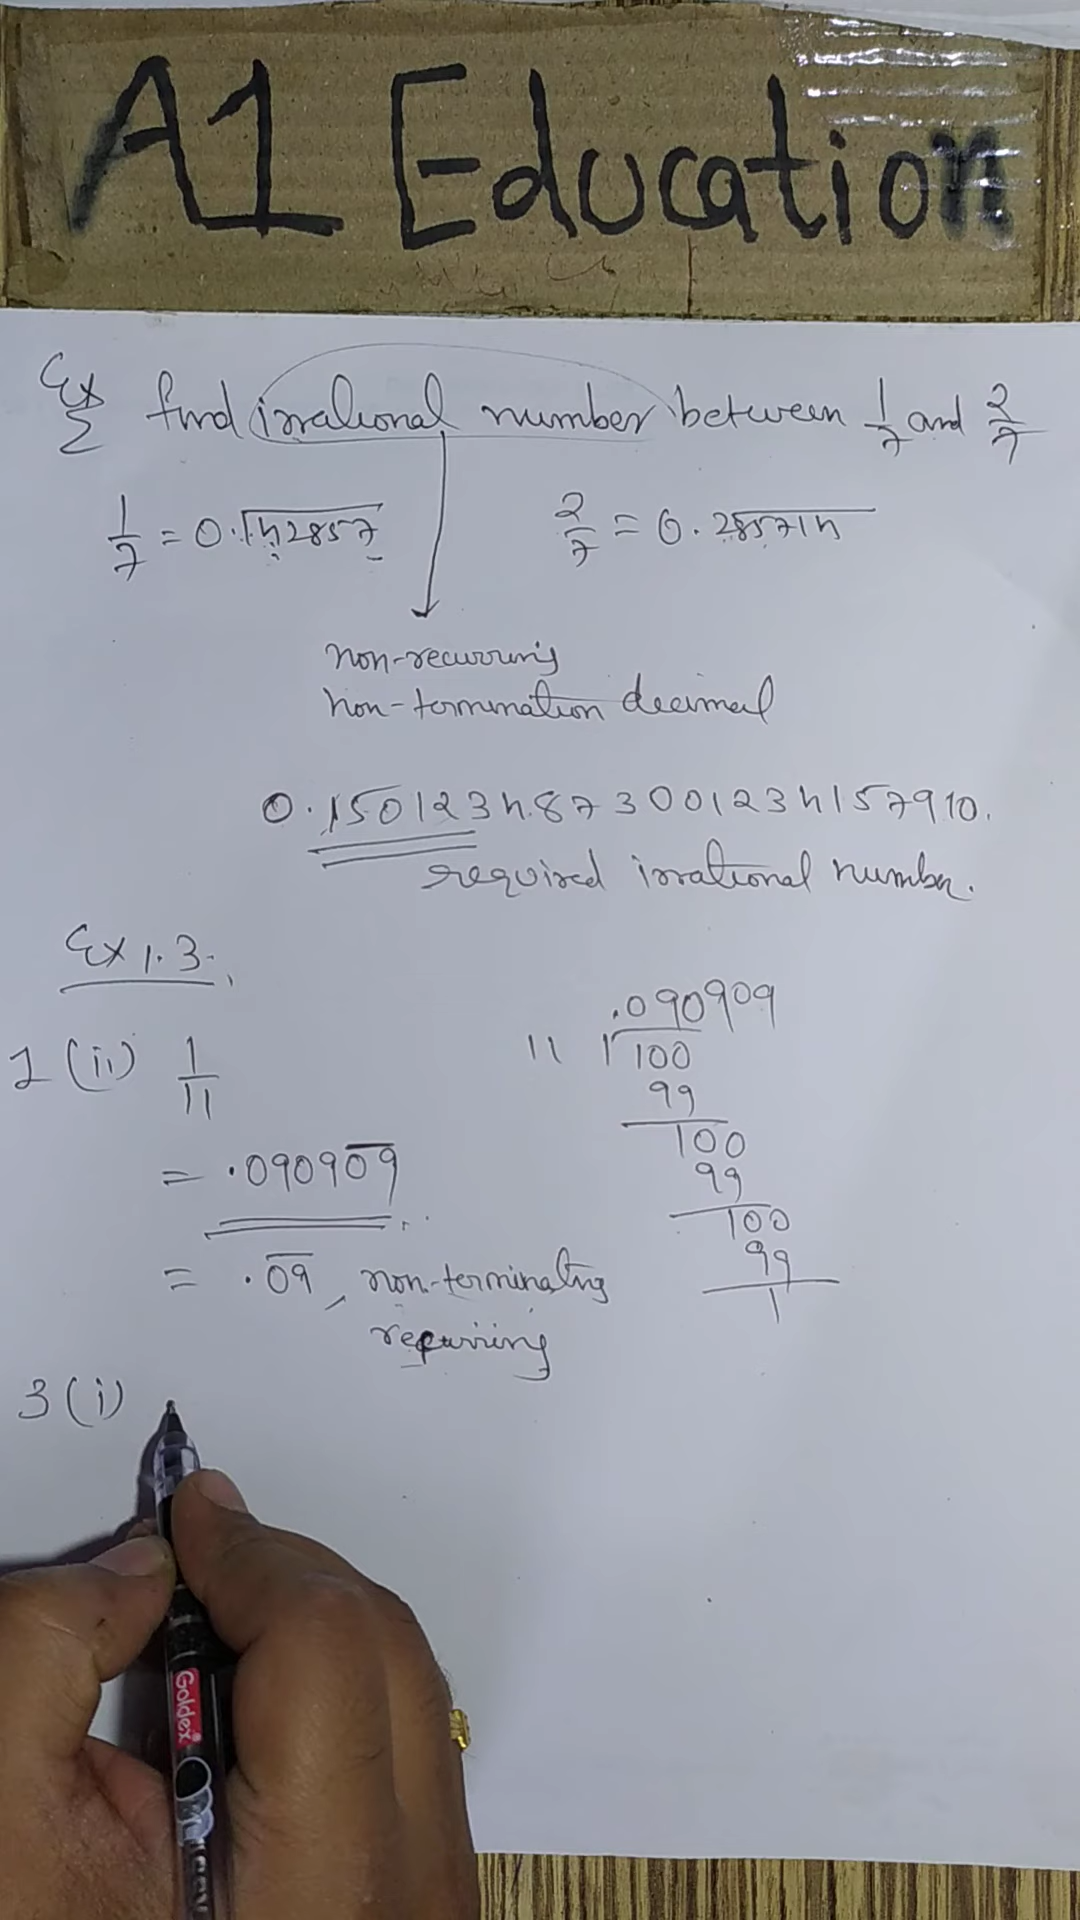 A1 Education
Ex find irrational number between 1/7 and 2/7
1/7 = 0.142857 2/7 = 0.285714
non-recurring
non-termination decimal
0.1501234873001234157910.
required irrational number.
Ex 1.3.
1 (ii) 1/11
= .090909
= .09, non-terminating
recurring
.090909
11 100
99
100
99
100
99
1
3 (i)
Goldex